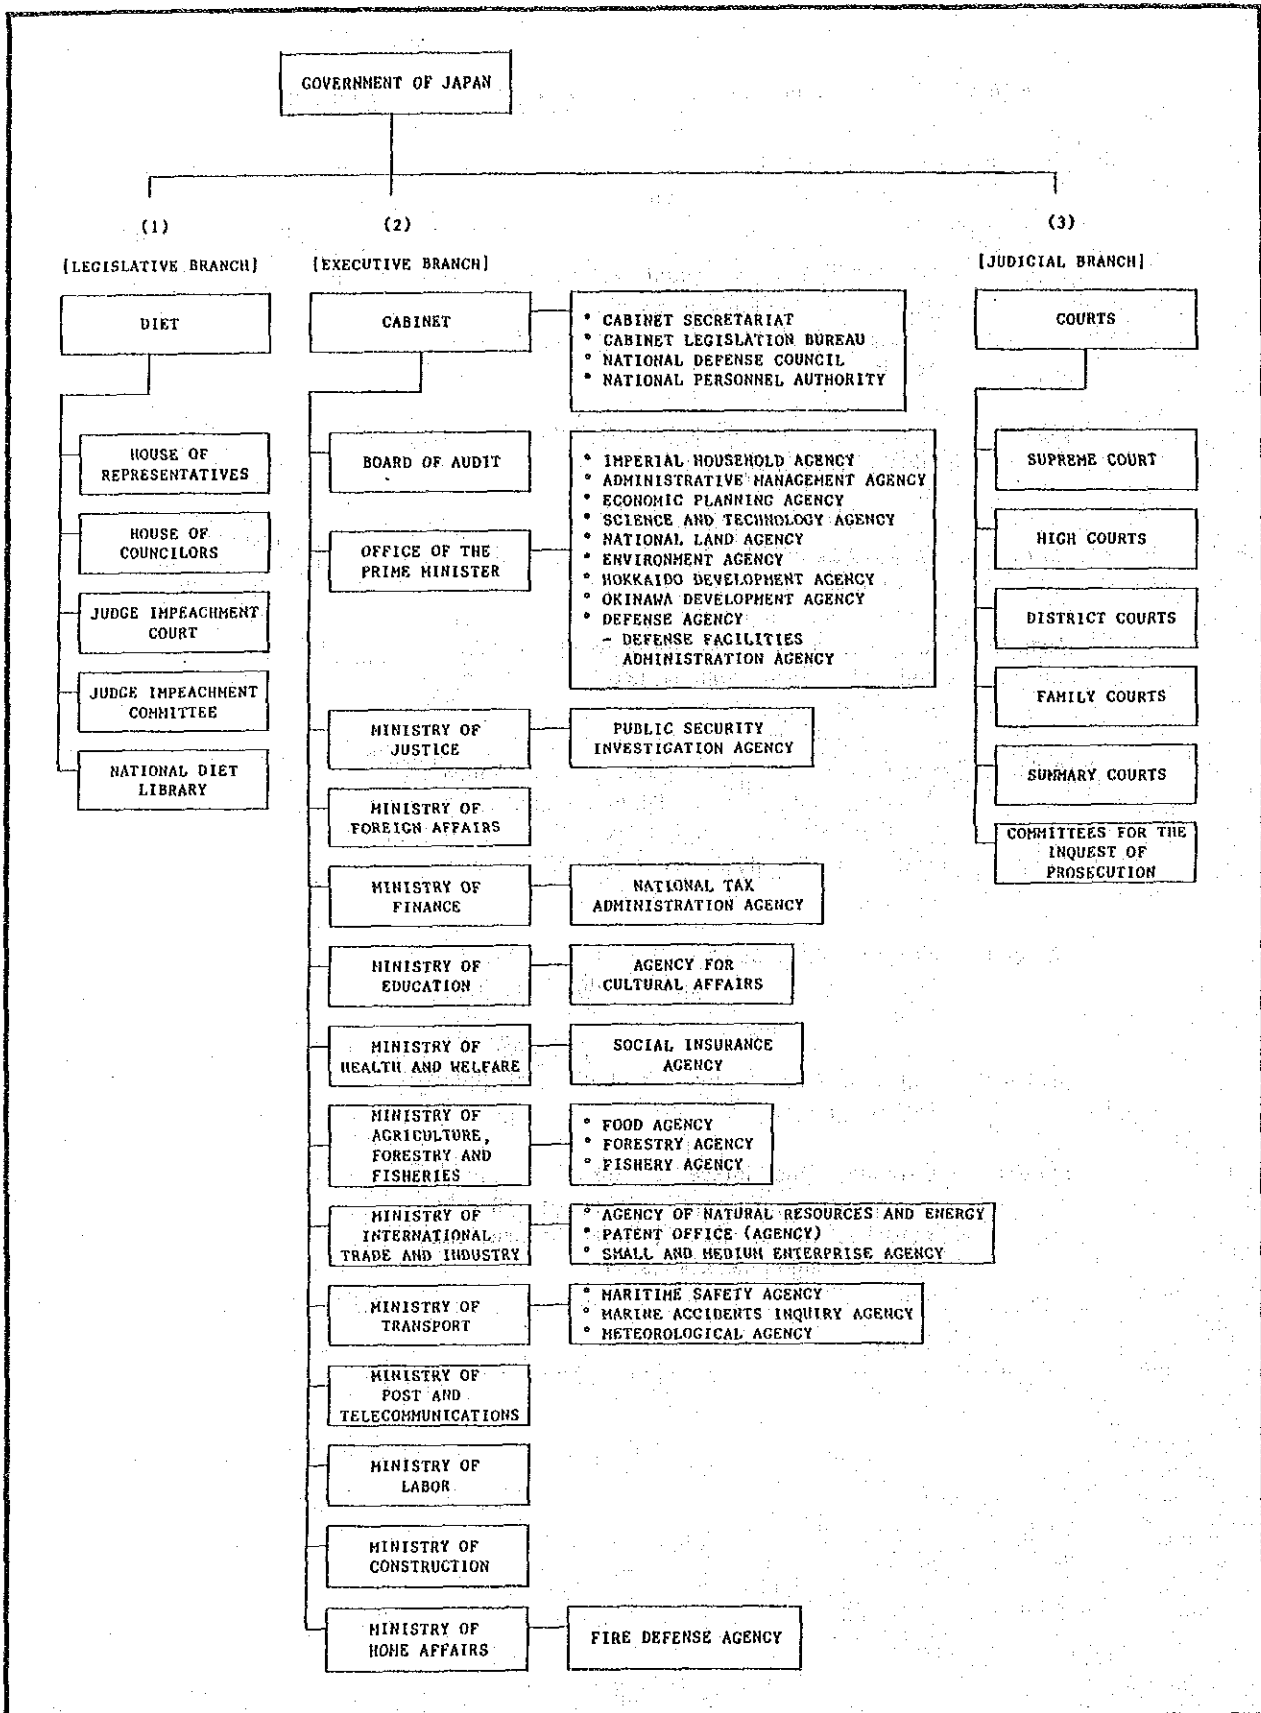 GOVERNMENT OF JAPAN
(1)
[LEGISLATIVE BRANCH]
DIET
HOUSE OF
REPRESENTATIVES
HOUSE OF
COUNCILORS
JUDGE IMPEACHMENT
COURT
JUDGE IMPEACHMENT
COMMITTEE
NATIONAL DIET
LIBRARY
(2)
[EXECUTIVE BRANCH]
CABINET
° CABINET SECRETARIAT
° CABINET LEGISLATION BUREAU
° NATIONAL DEFENSE COUNCIL
° NATIONAL PERSONNEL AUTHORITY
BOARD OF AUDIT
OFFICE OF THE
PRIME MINISTER
° IMPERIAL HOUSEHOLD AGENCY
° ADMINISTRATIVE MANAGEMENT AGENCY
° ECONOMIC PLANNING AGENCY
° SCIENCE AND TECHNOLOGY AGENCY
° NATIONAL LAND AGENCY
° ENVIRONMENT AGENCY
° HOKKAIDO DEVELOPMENT AGENCY
° OKINAWA DEVELOPMENT AGENCY
° DEFENSE AGENCY
- DEFENSE FACILITIES
ADMINISTRATION AGENCY
MINISTRY OF
JUSTICE
PUBLIC SECURITY
INVESTIGATION AGENCY
MINISTRY OF
FOREIGN AFFAIRS
MINISTRY OF
FINANCE
NATIONAL TAX
ADMINISTRATION AGENCY
MINISTRY OF
EDUCATION
AGENCY FOR
CULTURAL AFFAIRS
MINISTRY OF
HEALTH AND WELFARE
SOCIAL INSURANCE
AGENCY
MINISTRY OF
AGRICULTURE,
FORESTRY AND
FISHERIES
° FOOD AGENCY
° FORESTRY AGENCY
° FISHERY AGENCY
MINISTRY OF
INTERNATIONAL
TRADE AND INDUSTRY
° AGENCY OF NATURAL RESOURCES AND ENERGY
° PATENT OFFICE (AGENCY)
° SMALL AND MEDIUM ENTERPRISE AGENCY
MINISTRY OF
TRANSPORT
° MARITIME SAFETY AGENCY
° MARINE ACCIDENTS INQUIRY AGENCY
° METEOROLOGICAL AGENCY
MINISTRY OF
POST AND
TELECOMMUNICATIONS
MINISTRY OF
LABOR
MINISTRY OF
CONSTRUCTION
MINISTRY OF
HOME AFFAIRS
FIRE DEFENSE AGENCY
(3)
[JUDICIAL BRANCH]
COURTS
SUPREME COURT
HIGH COURTS
DISTRICT COURTS
FAMILY COURTS
SUMMARY COURTS
COMMITTEES FOR THE
INQUEST OF
PROSECUTION